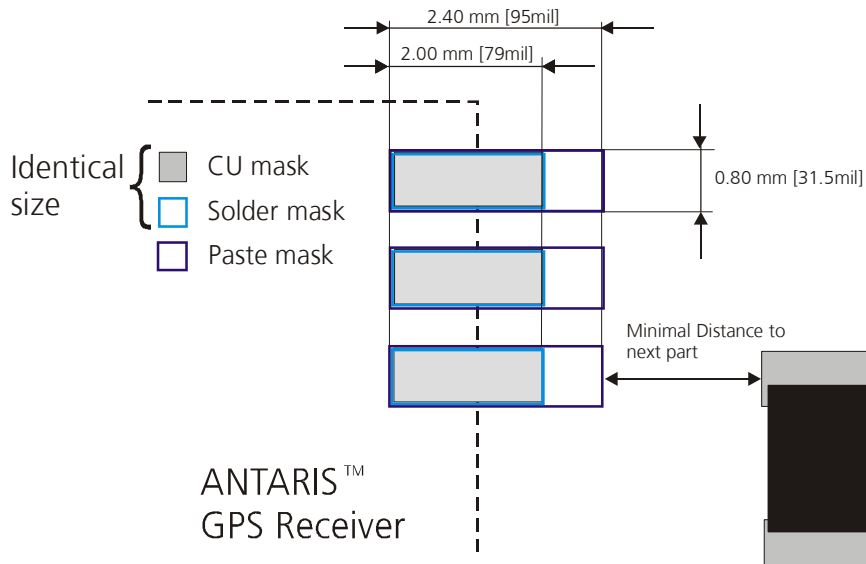 2.40 mm [95mil]
2.00 mm [79mil]
Identical
size
CU mask
Solder mask
Paste mask
0.80 mm [31.5mil]
Minimal Distance to
next part
ANTARIS™
GPS Receiver